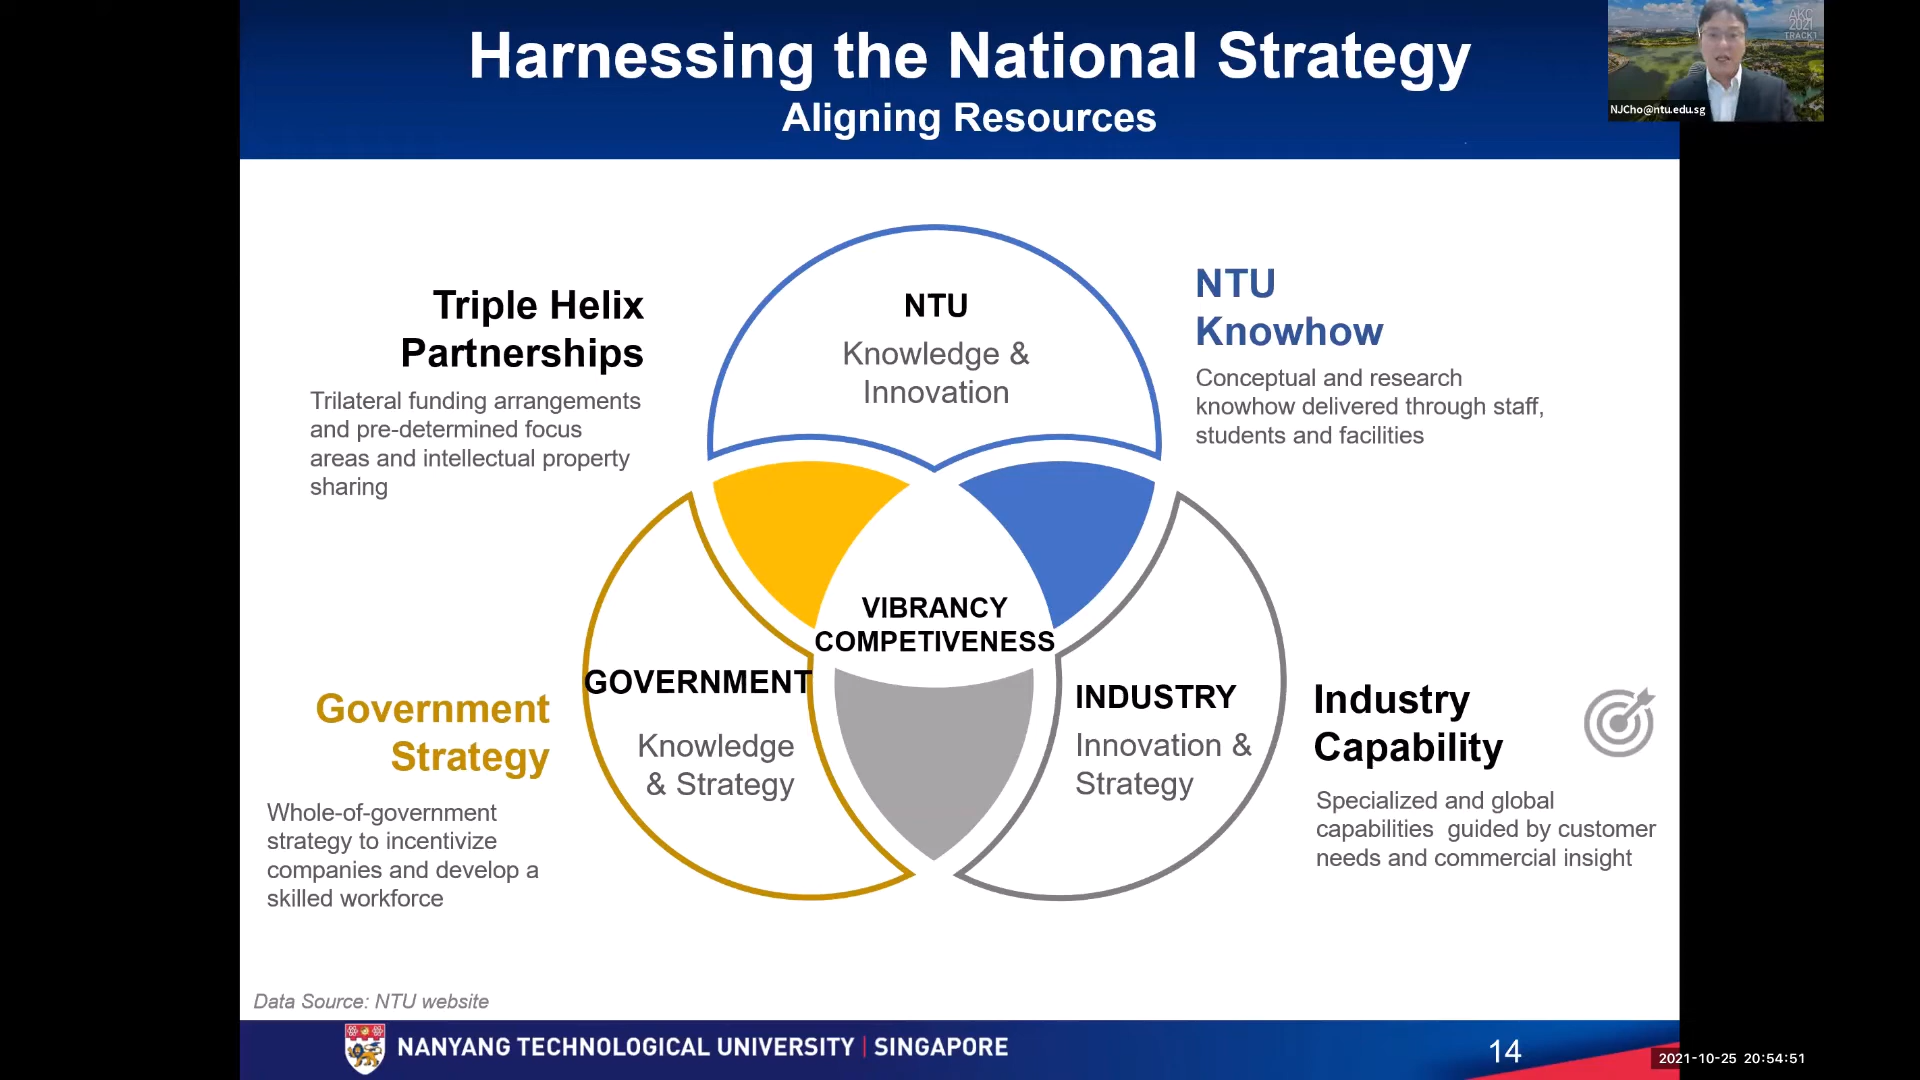 Harnessing the National Strategy
Aligning Resources
AKC
2021
TRACK1
NJCho@ntu.edu.sg
Triple Helix
Partnerships
Trilateral funding arrangements
and pre-determined focus
areas and intellectual property
sharing
NTU
Knowledge &
Innovation
NTU
Knowhow
Conceptual and research
knowhow delivered through staff,
students and facilities
VIBRANCY
COMPETIVENESS
Government
Strategy
Whole-of-government
strategy to incentivize
companies and develop a
skilled workforce
GOVERNMENT
Knowledge
& Strategy
INDUSTRY
Innovation &
Strategy
Industry
Capability
Specialized and global
capabilities  guided by customer
needs and commercial insight
Data Source: NTU website
NANYANG TECHNOLOGICAL UNIVERSITY | SINGAPORE
14
2021-10-25 20:54:51